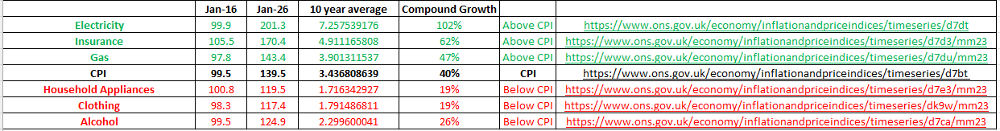 Jan-16 Jan-26 10 year average Compound Growth
Electricity 99.9 201.3 7.257539176 102% Above CPI https://www.ons.gov.uk/economy/inflationandpriceindices/timeseries/d7dt
Insurance 105.5 170.4 4.911165808 62% Above CPI https://www.ons.gov.uk/economy/inflationandpriceindices/timeseries/d7d3/mm23
Gas 97.8 143.4 3.901311537 47% Above CPI https://www.ons.gov.uk/economy/inflationandpriceindices/timeseries/d7du/mm23
CPI 99.5 139.5 3.436808639 40% CPI https://www.ons.gov.uk/economy/inflationandpriceindices/timeseries/d7bt
Household Appliances 100.8 119.5 1.716342927 19% Below CPI https://www.ons.gov.uk/economy/inflationandpriceindices/timeseries/d7e3/mm23
Clothing 98.3 117.4 1.791486811 19% Below CPI https://www.ons.gov.uk/economy/inflationandpriceindices/timeseries/dk9w/mm23
Alcohol 99.5 124.9 2.299600041 26% Below CPI https://www.ons.gov.uk/economy/inflationandpriceindices/timeseries/d7ca/mm23